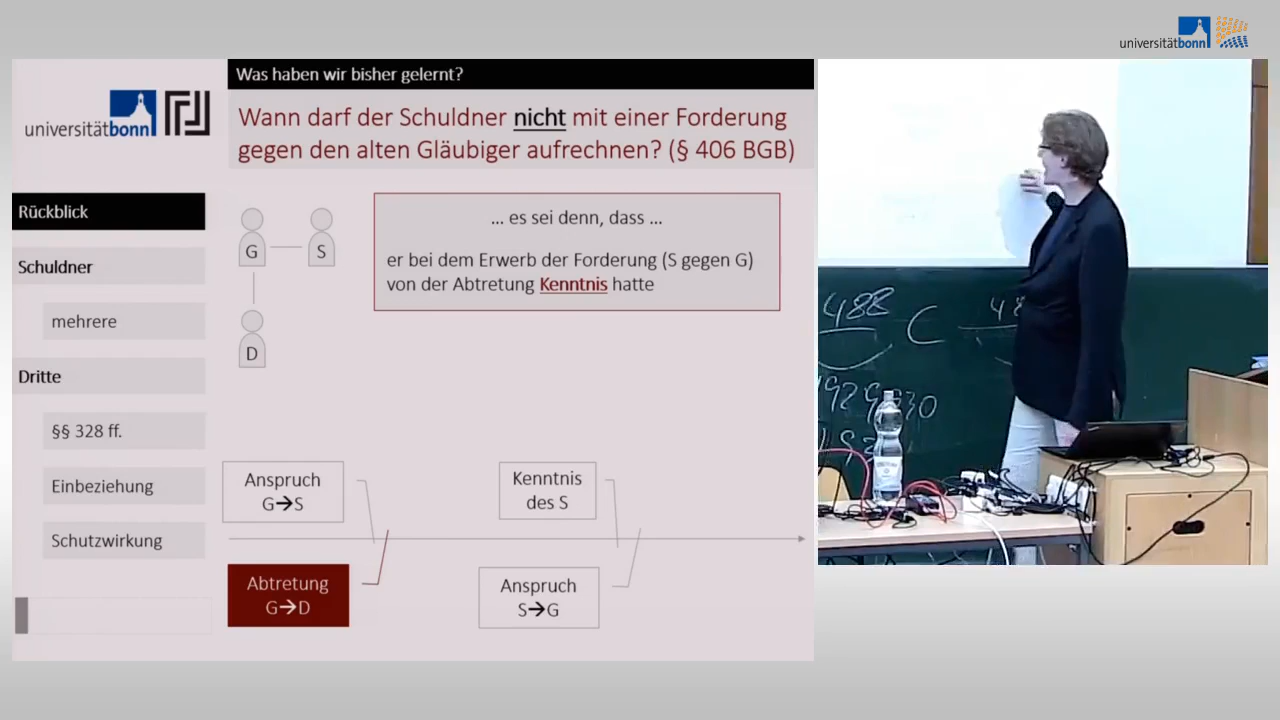 universitätbonn
Was haben wir bisher gelernt?
universitätbonn
Wann darf der Schuldner nicht mit einer Forderung
gegen den alten Gläubiger aufrechnen? (§ 406 BGB)
Rückblick
Schuldner
mehrere
Dritte
§§ 328 ff.
Einbeziehung
Schutzwirkung
G
S
D
... es sei denn, dass ...
er bei dem Erwerb der Forderung (S gegen G)
von der Abtretung Kenntnis hatte
Anspruch
G→S
Kenntnis
des S
Abtretung
G→D
Anspruch
S→G
488 C